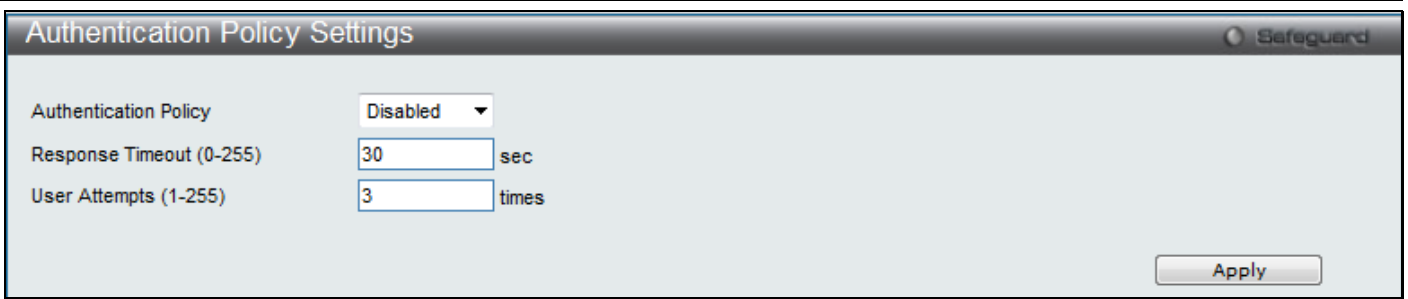 Authentication Policy Settings
Safeguard
Authentication Policy Disabled
Response Timeout (0-255) 30 sec
User Attempts (1-255) 3 times
Apply